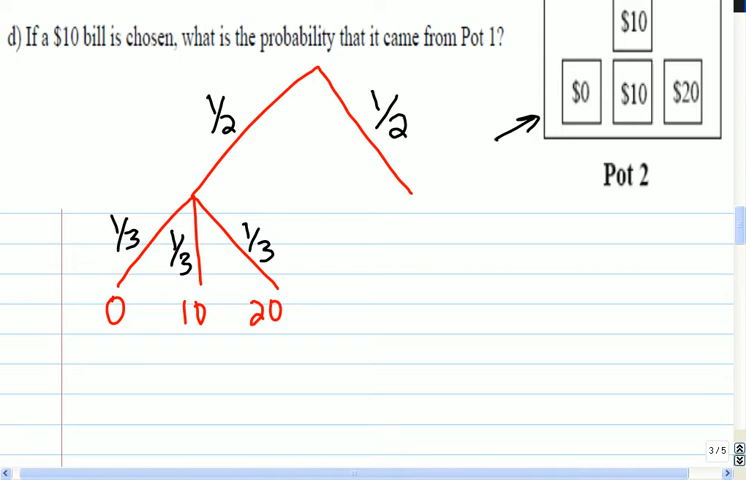 $10
d) If a $10 bill is chosen, what is the probability that it came from Pot 1?
$0 $10 $20
Pot 2
1/2 1/2
1/3 1/3 1/3
0 10 20
3 / 5